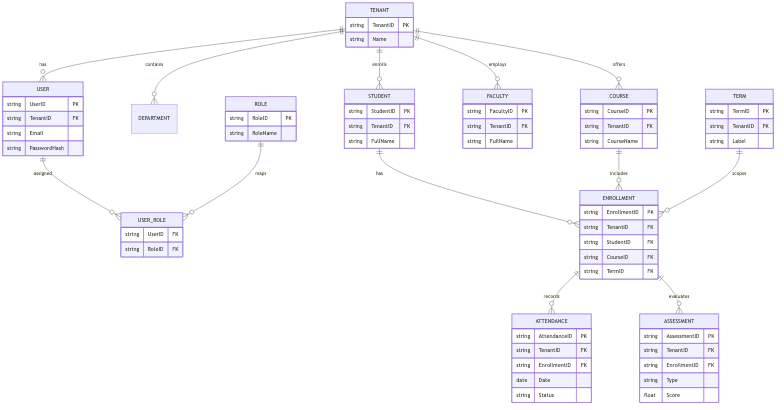 TENANT
string TenantID PK
string Name
has
contains
enrolls
employs
offers
USER
string UserID PK
string TenantID FK
string Email
string PasswordHash
DEPARTMENT
ROLE
string RoleID PK
string RoleName
STUDENT
string StudentID PK
string TenantID FK
string FullName
FACULTY
string FacultyID PK
string TenantID FK
string FullName
COURSE
string CourseID PK
string TenantID FK
string CourseName
TERM
string TermID PK
string TenantID FK
string Label
assigned
maps
has
includes
scopes
USER_ROLE
string UserID FK
string RoleID FK
ENROLLMENT
string EnrollmentID PK
string TenantID FK
string StudentID FK
string CourseID FK
string TermID FK
records
evaluates
ATTENDANCE
string AttendanceID PK
string TenantID FK
string EnrollmentID FK
date Date
string Status
ASSESSMENT
string AssessmentID PK
string TenantID FK
string EnrollmentID FK
string Type
float Score